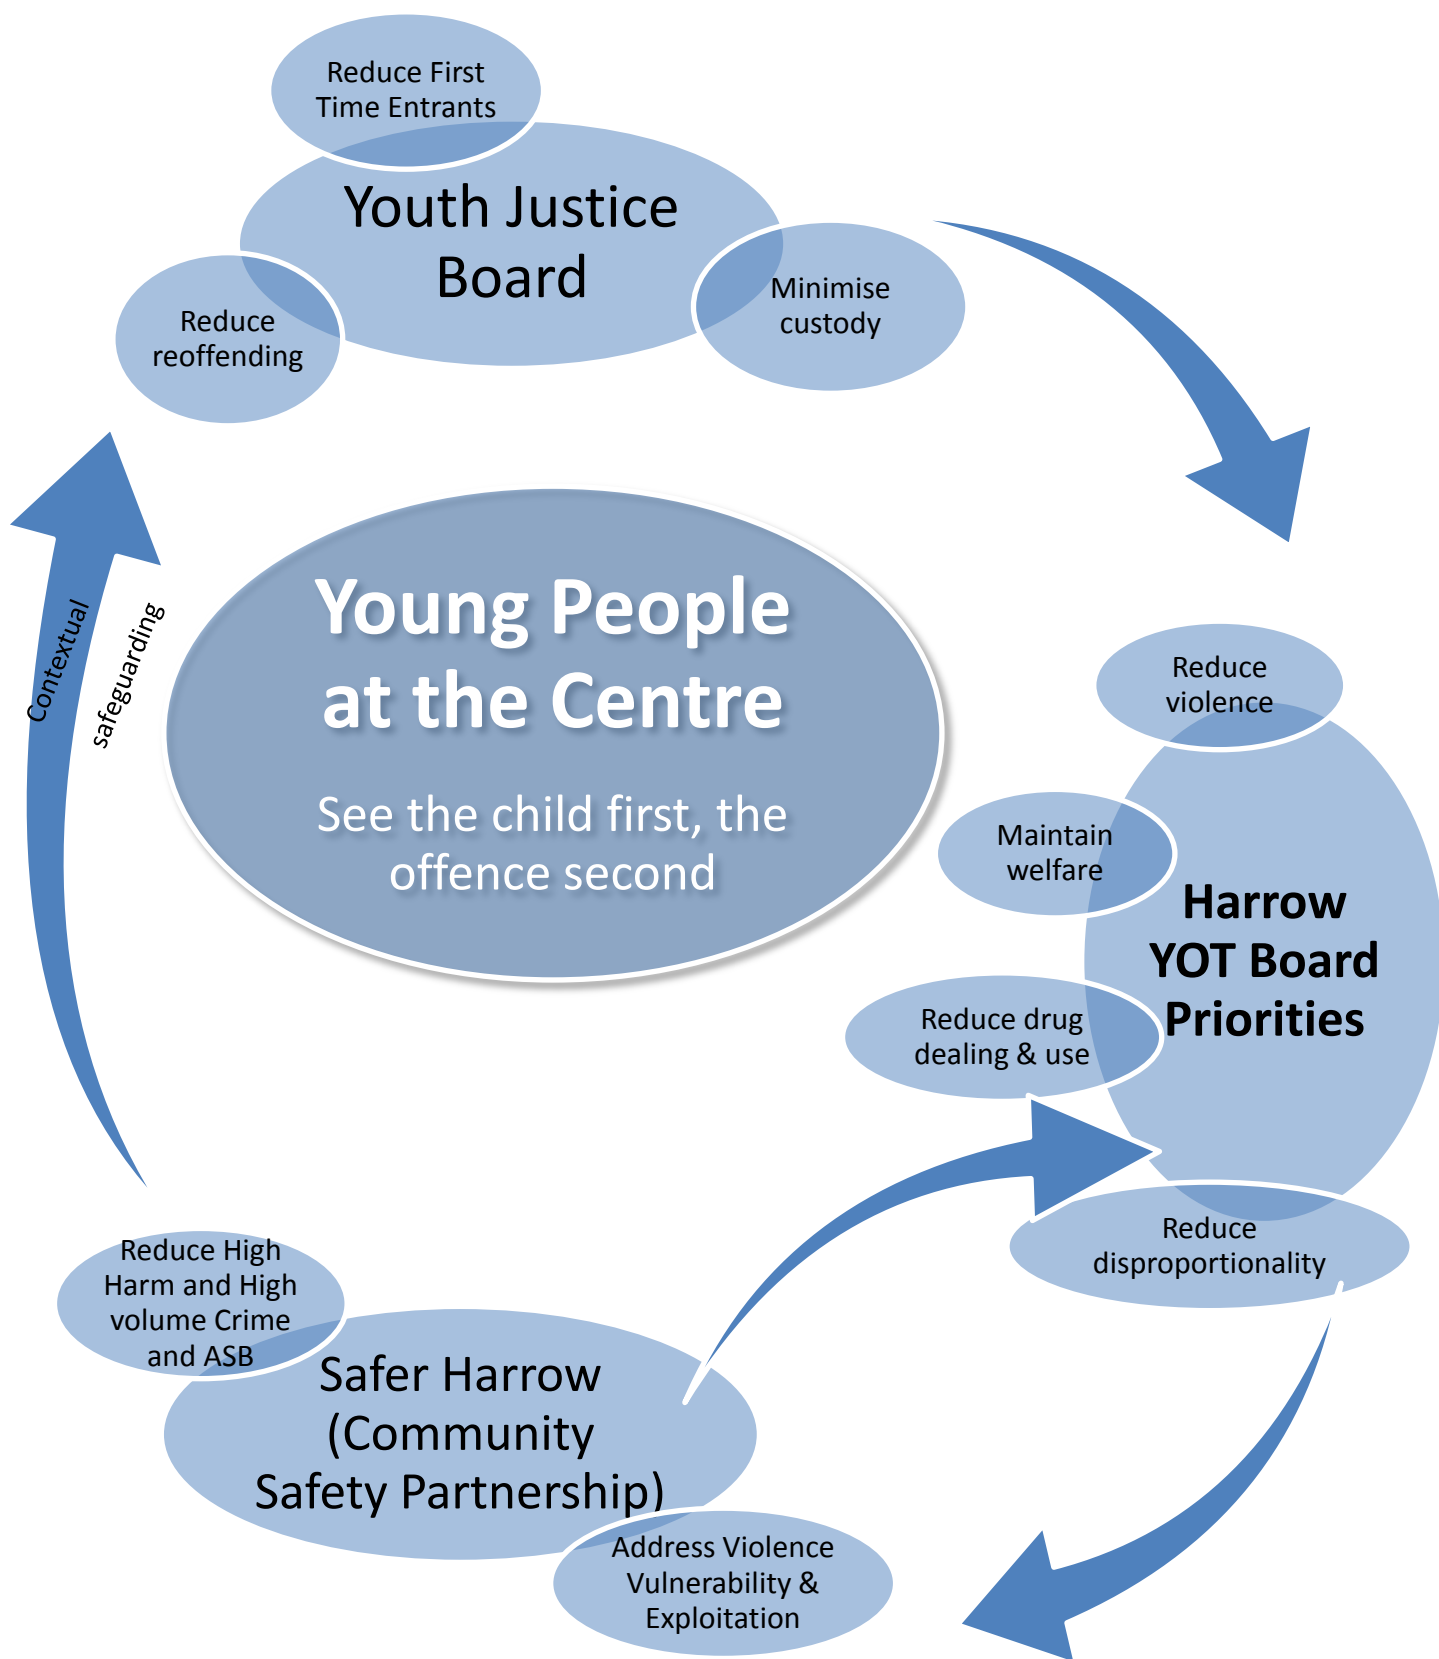 Reduce First
Time Entrants
Youth Justice
Board
Minimise
custody
Reduce
reoffending
Contextual
safeguarding
Young People
at the Centre
See the child first, the
offence second
Reduce
violence
Maintain
welfare
Harrow
YOT Board
Priorities
Reduce drug
dealing & use
Reduce
disproportionality
Reduce High
Harm and High
volume Crime
and ASB
Safer Harrow
(Community
Safety Partnership)
Address Violence
Vulnerability &
Exploitation